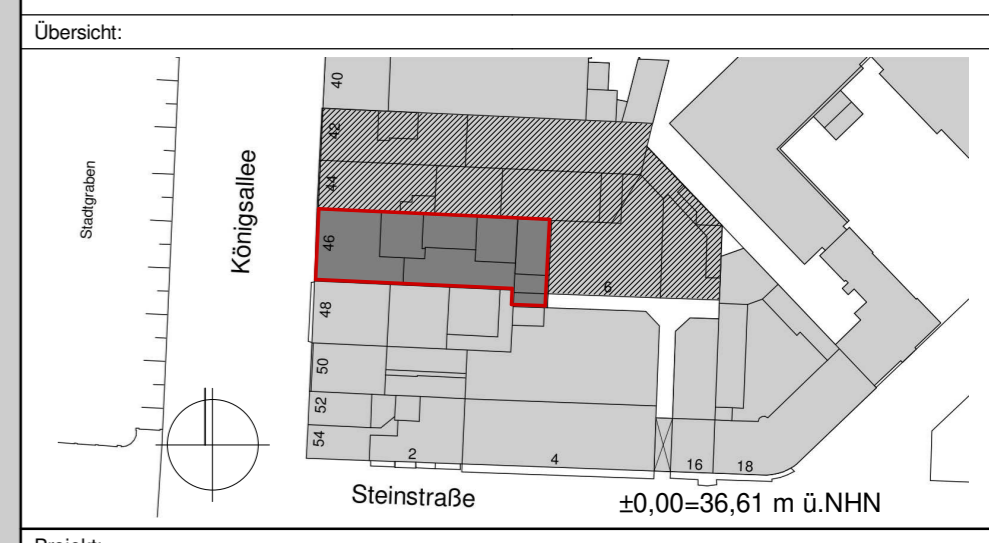 Übersicht:
Stadtgraben
Königsallee
40
42
44
46
48
50
52
54
6
2
4
16
18
Steinstraße
±0,00=36,61 m ü.NHN